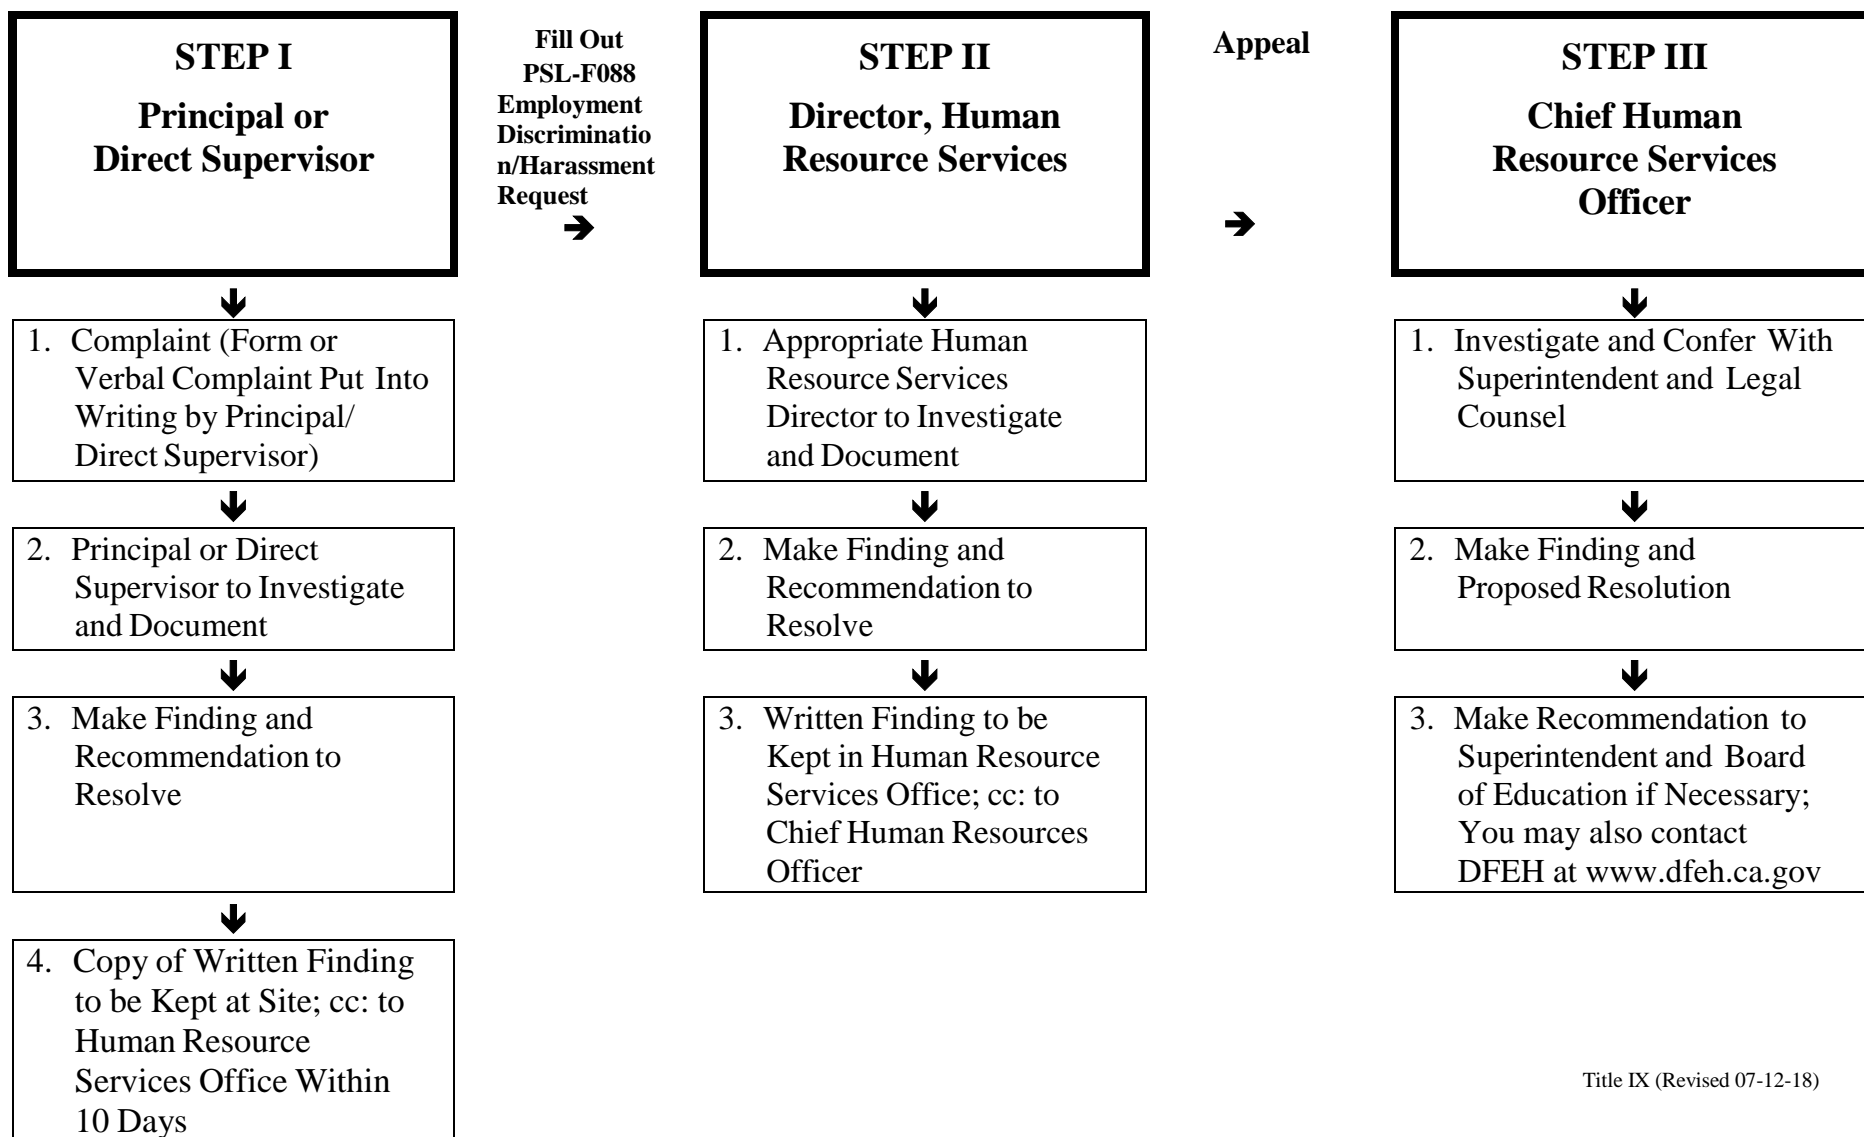 STEP I
Principal or
Direct Supervisor
Fill Out
PSL-F088
Employment
Discriminatio
n/Harassment
Request
STEP II
Director, Human
Resource Services
Appeal
STEP III
Chief Human
Resource Services
Officer
1. Complaint (Form or
Verbal Complaint Put Into
Writing by Principal/
Direct Supervisor)
2. Principal or Direct
Supervisor to Investigate
and Document
3. Make Finding and
Recommendation to
Resolve
4. Copy of Written Finding
to be Kept at Site; cc: to
Human Resource
Services Office Within
10 Days
1. Appropriate Human
Resource Services
Director to Investigate
and Document
2. Make Finding and
Recommendation to
Resolve
3. Written Finding to be
Kept in Human Resource
Services Office; cc: to
Chief Human Resources
Officer
1. Investigate and Confer With
Superintendent and Legal
Counsel
2. Make Finding and
Proposed Resolution
3. Make Recommendation to
Superintendent and Board
of Education if Necessary;
You may also contact
DFEH at www.dfeh.ca.gov
Title IX (Revised 07-12-18)